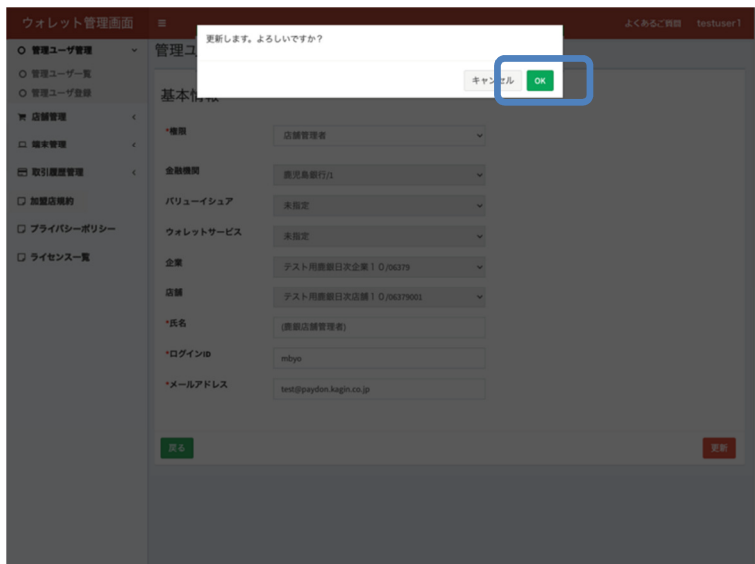 ウォレット管理画面
よくあるご質問 testuser1
更新します。よろしいですか？
キャンセル OK
管理ユーザ管理
管理ユーザ一覧
管理ユーザ登録
店舗管理
端末管理
取引履歴管理
加盟店規約
プライバシーポリシー
ライセンス一覧
管理ユ
基本情報
*権限 店舗管理者
金融機関 鹿児島銀行/1
バリューイシュア 未指定
ウォレットサービス 未指定
企業 テスト用鹿銀日次企業１０/06379
店舗 テスト用鹿銀日次店舗１０/06379001
*氏名 (鹿銀店舗管理者)
*ログインID mbyo
*メールアドレス test@paydon.kagin.co.jp
戻る 更新